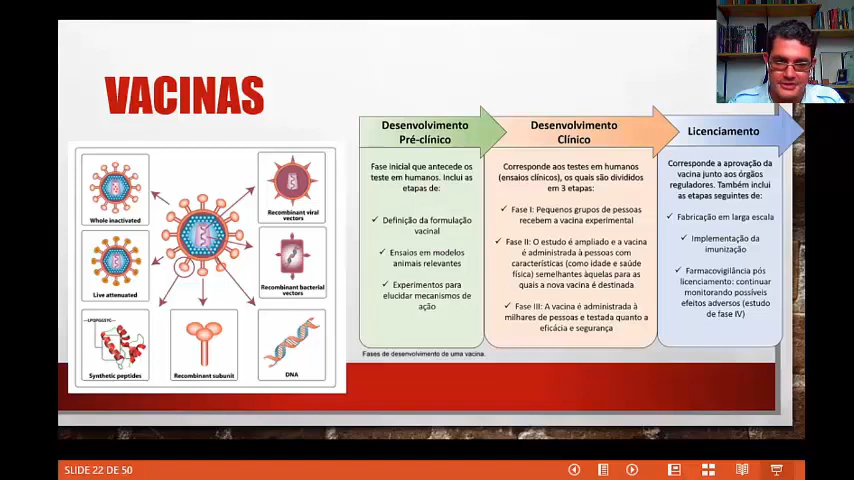 VACINAS
Whole inactivated
Recombinant viral
vectors
Live attenuated
Recombinant bacterial
vectors
Synthetic peptides
Recombinant subunit
DNA
Desenvolvimento
Pré-clínico
Fase inicial que antecede os
teste em humanos. Inclui as
etapas de:
✓ Definição da formulação
vacinal
✓ Ensaios em modelos
animais relevantes
✓ Experimentos para
elucidar mecanismos de
ação
Desenvolvimento
Clínico
Corresponde aos testes em humanos
(ensaios clínicos), os quais são divididos
em 3 etapas:
✓ Fase I: Pequenos grupos de pessoas
recebem a vacina experimental
✓ Fase II: O estudo é ampliado e a vacina
é administrada à pessoas com
características (como idade e saúde
física) semelhantes àquelas para as
quais a nova vacina é destinada
✓ Fase III: A vacina é administrada à
milhares de pessoas e testada quanto a
eficácia e segurança
Licenciamento
Corresponde a aprovação da
vacina junto aos órgãos
reguladores. Também inclui
as etapas seguintes de:
✓ Fabricação em larga escala
✓ Implementação da
imunização
✓ Farmacovigilância pós
licenciamento: continuar
monitorando possíveis
efeitos adversos (estudo
de fase IV)
Fases de desenvolvimento de uma vacina.
SLIDE 22 DE 50